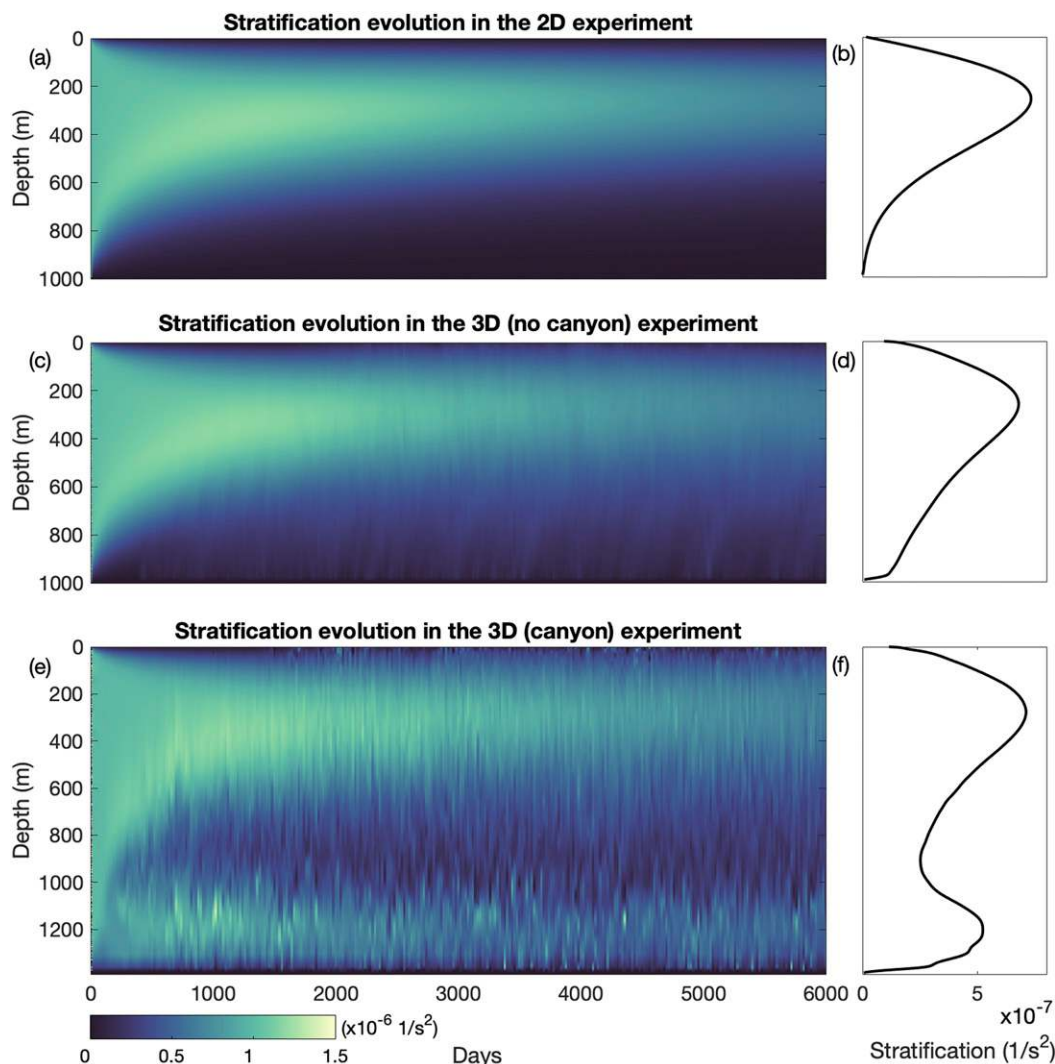 Stratification evolution in the 2D experiment
(a)
(b)
0
200
400
600
800
1000
Depth (m)
Stratification evolution in the 3D (no canyon) experiment
(c)
(d)
0
200
400
600
800
1000
Depth (m)
Stratification evolution in the 3D (canyon) experiment
(e)
(f)
0
200
400
600
800
1000
1200
Depth (m)
0 1000 2000 3000 4000 5000 6000
0 5
x10⁻⁷
(x10⁻⁶ 1/s²)
0 0.5 1 1.5
Days
Stratification (1/s²)